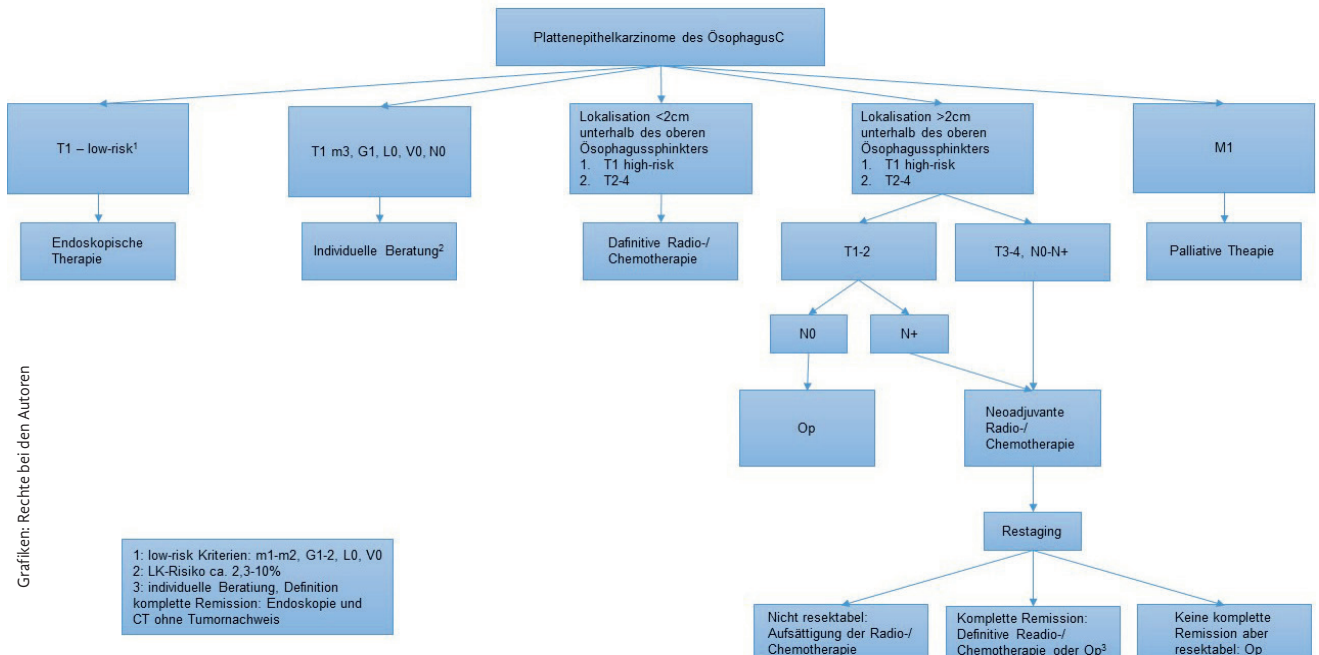 Plattenepithelkarzinome des ÖsophagusC
T1 – low-risk¹
T1 m3, G1, L0, V0, N0
Lokalisation <2cm
unterhalb des oberen
Ösophagussphinkters
1. T1 high-risk
2. T2-4
Lokalisation >2cm
unterhalb des oberen
Ösophagussphinkters
1. T1 high-risk
2. T2-4
M1
Endoskopische
Therapie
Individuelle Beratung²
Dafinitive Radio-/
Chemotherapie
T1-2
T3-4, N0-N+
Palliative Theapie
N0
N+
Op
Neoadjuvante
Radio-/
Chemotherapie
Restaging
Nicht resektabel:
Aufsättigung der Radio-/
Chemotherapie
Komplette Remission:
Definitive Readio-/
Chemotherapie oder Op³
Keine komplette
Remission aber
resektabel: Op
1: low-risk Kriterien: m1-m2, G1-2, L0, V0
2: LK-Risiko ca. 2,3-10%
3: individuelle Beratiung, Definition
komplette Remission: Endoskopie und
CT ohne Tumornachweis
Grafiken: Rechte bei den Autoren